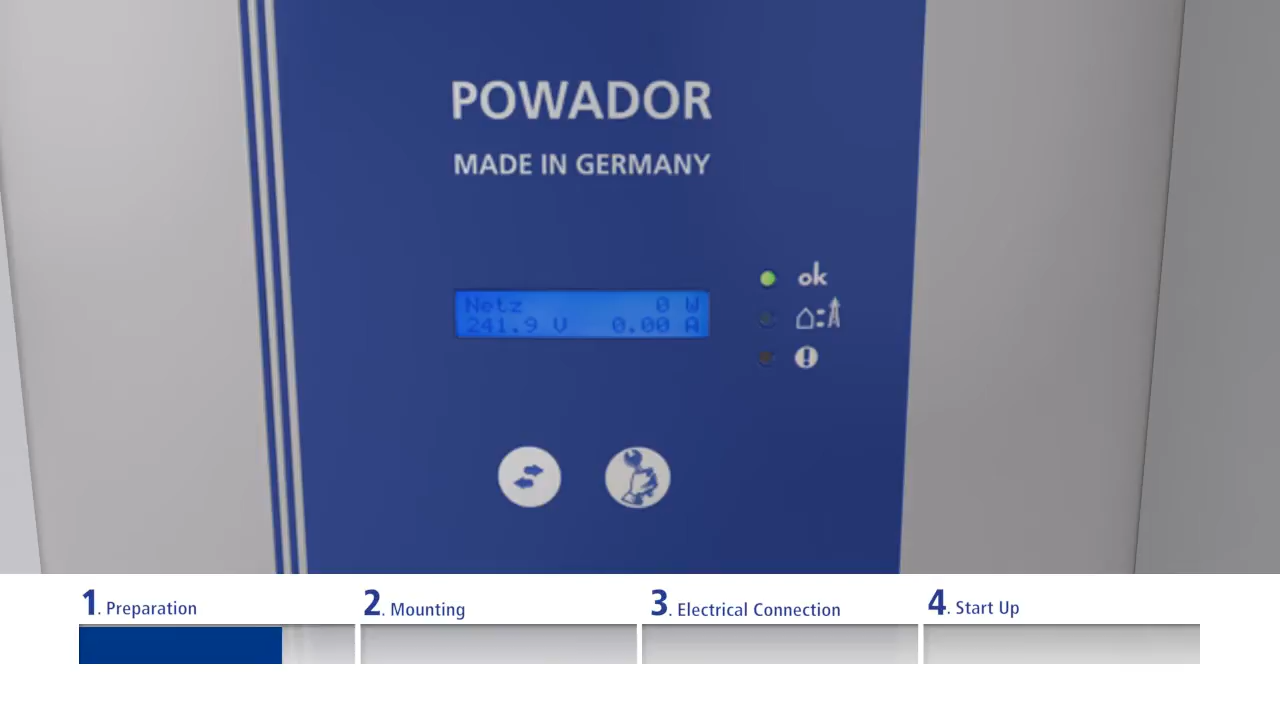 POWADOR
MADE IN GERMANY
ok
Netz 0 W
241.9 V 0.00 A
1. Preparation
2. Mounting
3. Electrical Connection
4. Start Up